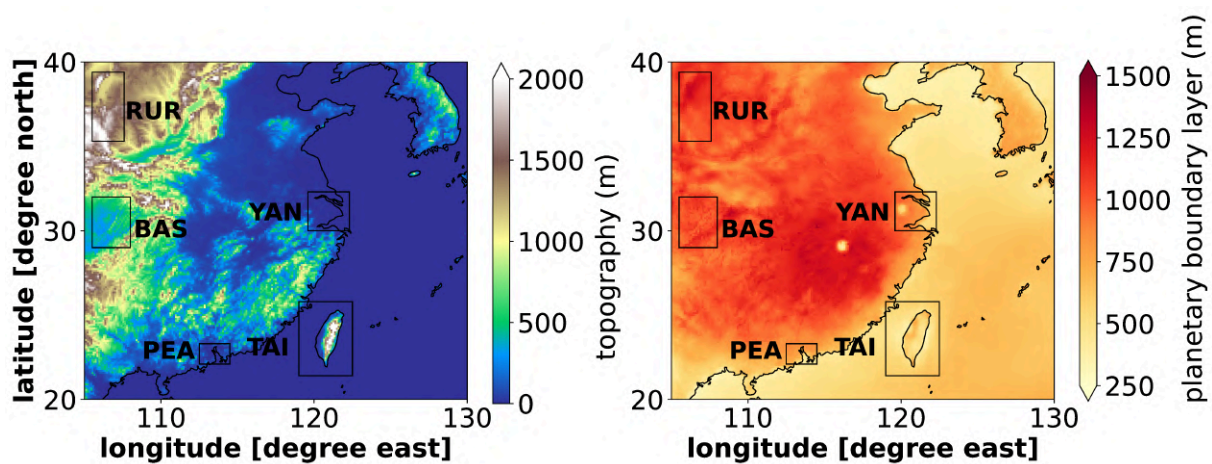 40
30
20
latitude [degree north]
RUR
BAS
YAN
PEA
TAI
110
120
130
longitude [degree east]
2000
1500
1000
500
0
topography (m)
40
30
20
RUR
BAS
YAN
PEA
TAI
110
120
130
longitude [degree east]
1500
1250
1000
750
500
250
planetary boundary layer (m)